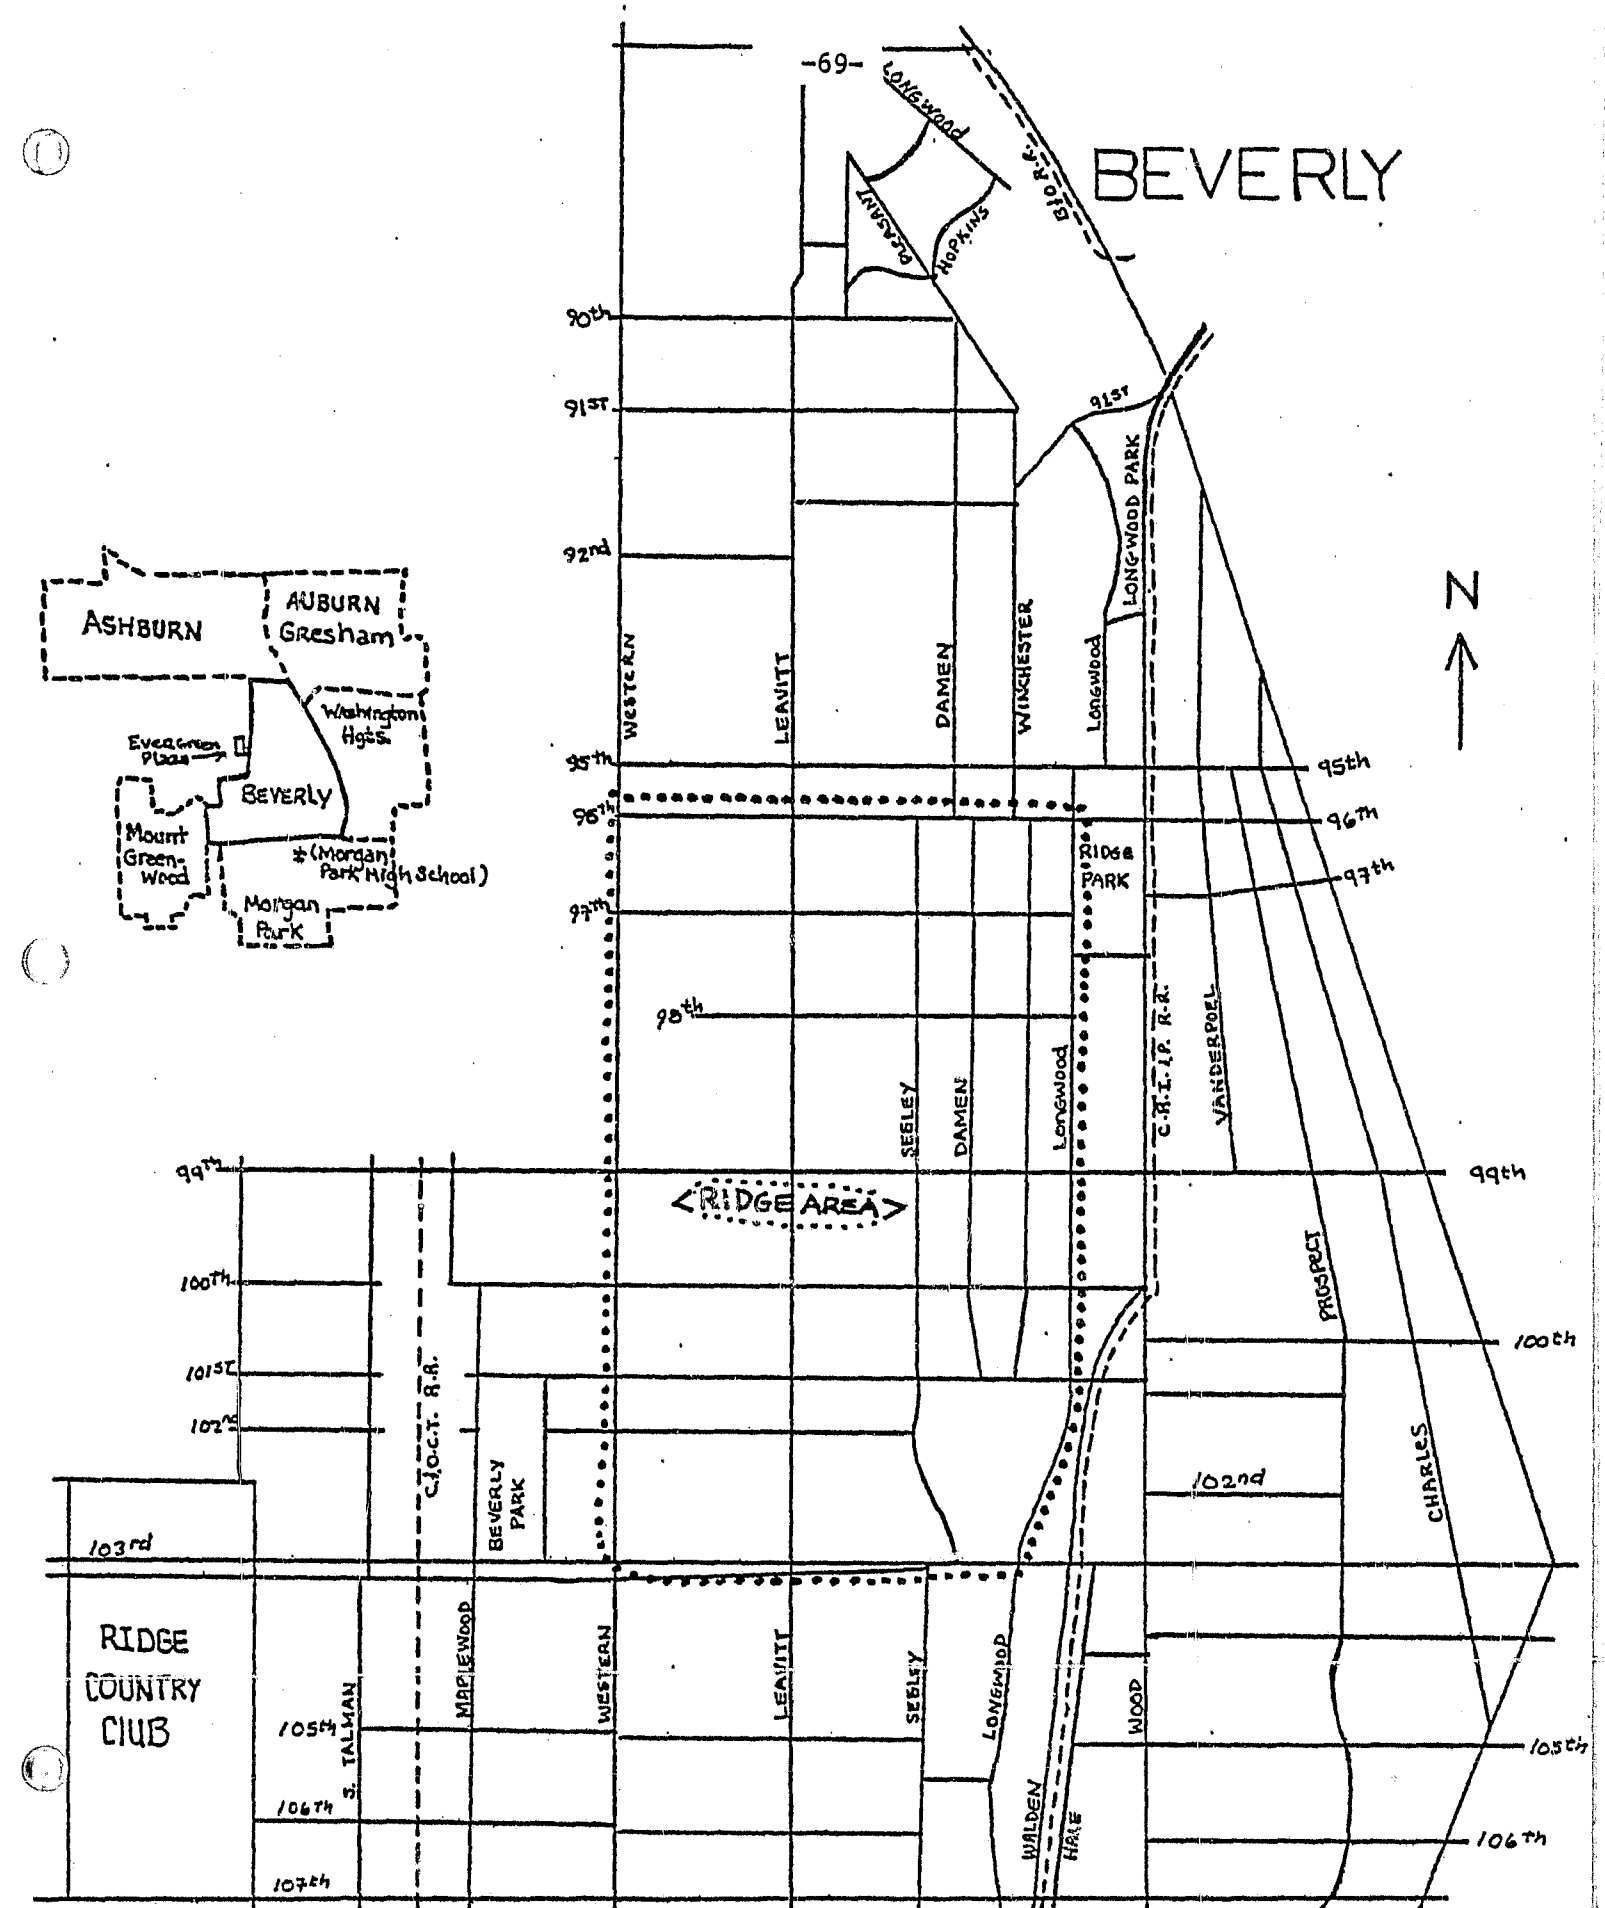 -69-
LONGWOOD
BEVERLY
B&O R.R.
PLEASANT
HOPKINS
90th
91ST
91ST
LONGWOOD PARK
92nd
N
ASHBURN
AUBURN
Gresham
Washington
Hgts.
Evergreen
Plaza
BEVERLY
Mount
Green-
Wood
*(Morgan
Park High School)
Morgan
Park
WESTERN
LEAVITT
DAMEN
WINCHESTER
Longwood
95th
95th
96th
96th
RIDGE
PARK
97th
97th
98th
SEELEY
DAMEN
Longwood
C.R.I.&P. R.R.
VANDERPOEL
99th
99th
<RIDGE AREA>
100th
PROSPECT
100th
101ST
C.&O.C.T. R.R.
102nd
BEVERLY
PARK
102nd
CHARLES
103rd
RIDGE
COUNTRY
ClUB
S. TALMAN
MAPLEWOOD
WESTERN
LEAVITT
SEELEY
LONGWOOD
WOOD
105th
105th
106th
WALDEN
HALE
106th
107th